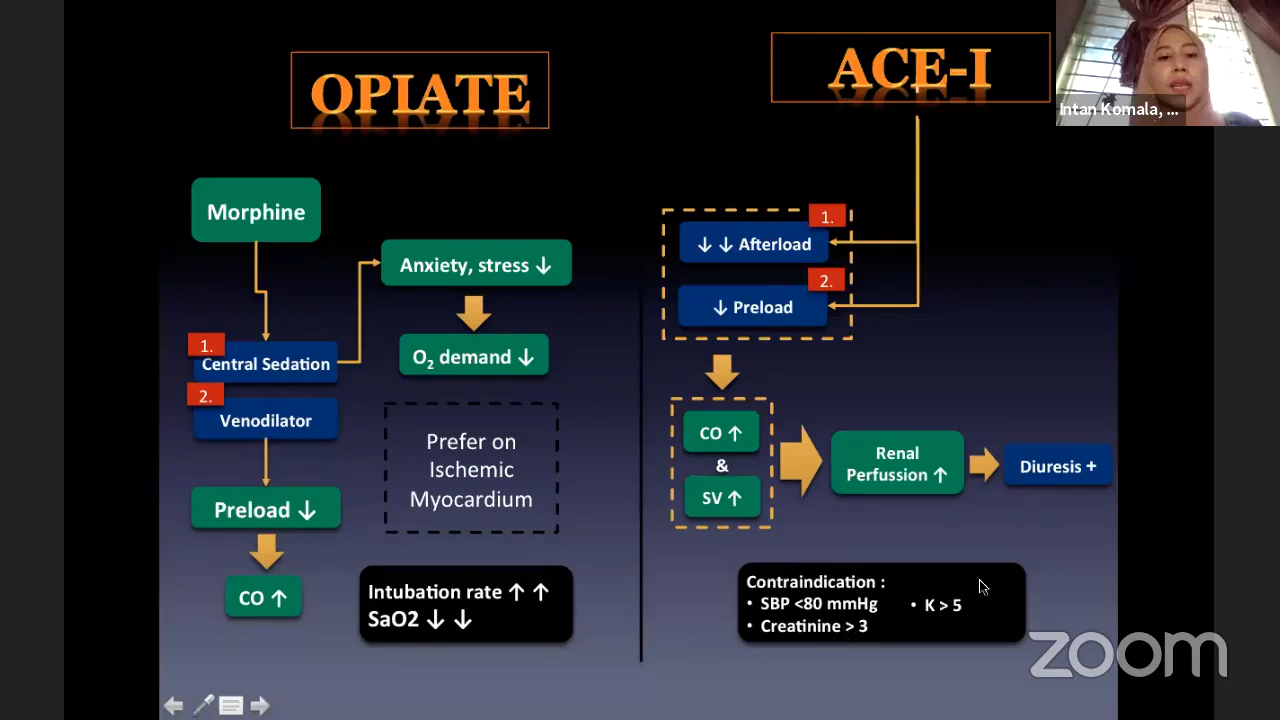 OPIATE
Morphine
1.
Central Sedation
2.
Venodilator
Preload ↓
CO ↑
Anxiety, stress ↓
O₂ demand ↓
Prefer on
Ischemic
Myocardium
Intubation rate ↑ ↑
SaO2 ↓ ↓
ACE-I
1.
↓ ↓ Afterload
2.
↓ Preload
CO ↑
&
SV ↑
Renal
Perfussion ↑
Diuresis +
Contraindication :
• SBP <80 mmHg
• K > 5
• Creatinine > 3
Intan Komala, ...
zoom